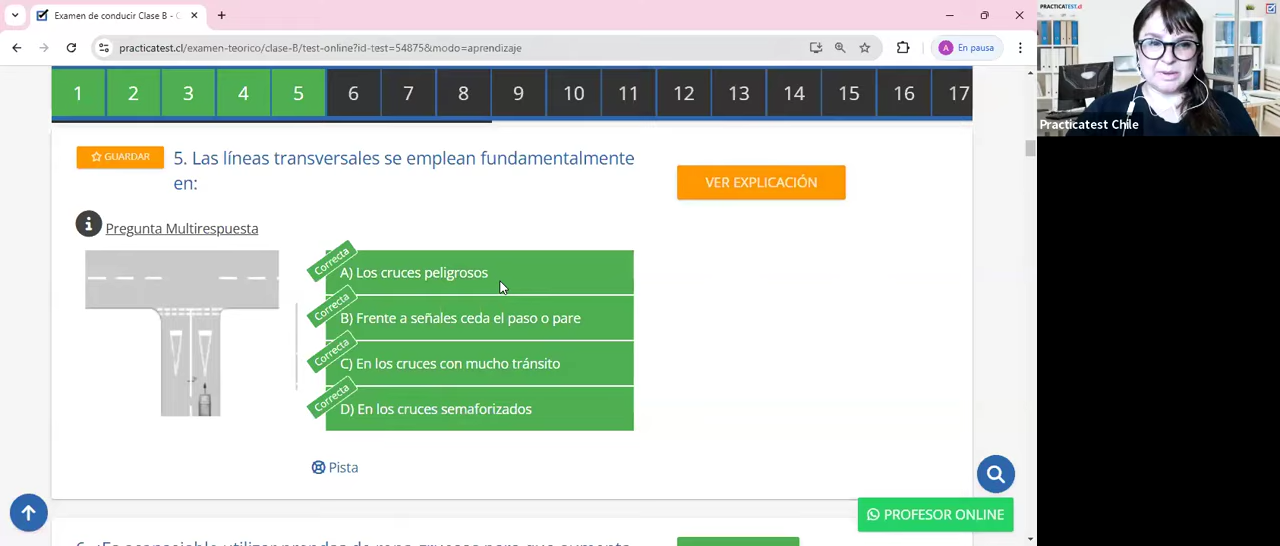 Examen de conducir Clase B - C
practicatest.cl/examen-teorico/clase-B/test-online?id-test=54875&modo=aprendizaje
A En pausa
PRACTICATEST.cl
Practicatest Chile
1 2 3 4 5 6 7 8 9 10 11 12 13 14 15 16 17
GUARDAR
5. Las líneas transversales se emplean fundamentalmente
en:
VER EXPLICACIÓN
Pregunta Multirespuesta
Correcta
A) Los cruces peligrosos
Correcta
B) Frente a señales ceda el paso o pare
Correcta
C) En los cruces con mucho tránsito
Correcta
D) En los cruces semaforizados
Pista
PROFESOR ONLINE